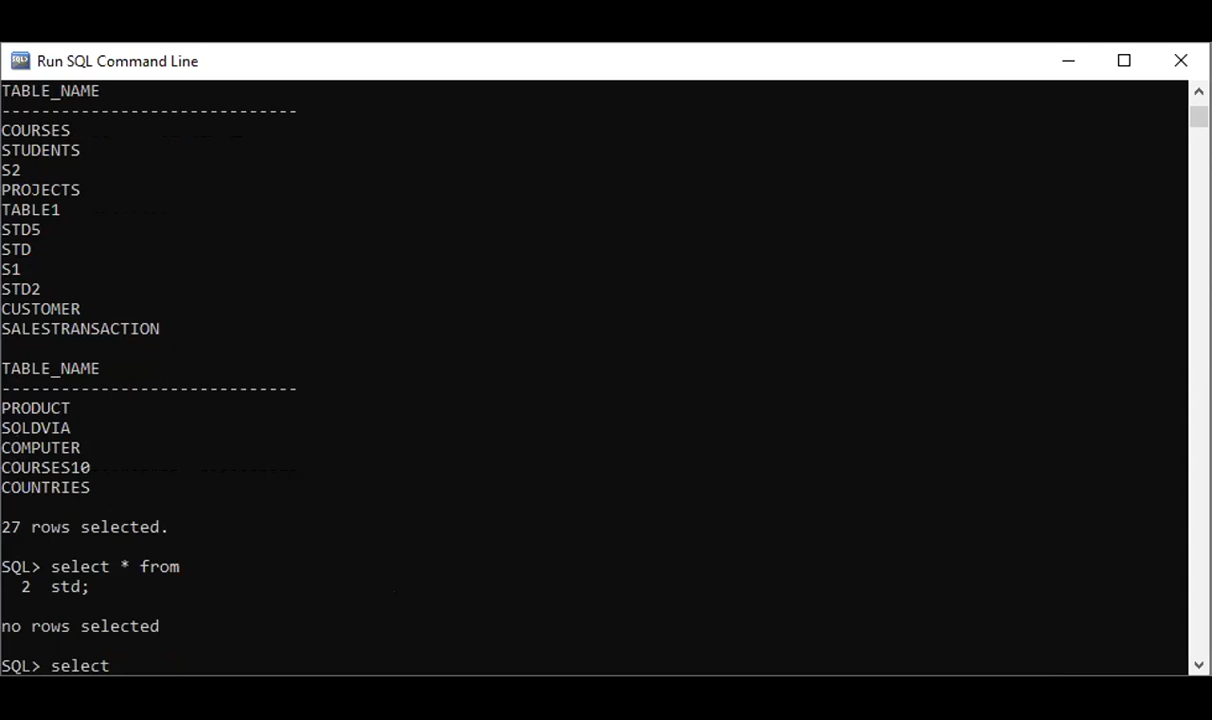 Run SQL Command Line
TABLE_NAME
------------------------------
COURSES
STUDENTS
S2
PROJECTS
TABLE1
STD5
STD
S1
STD2
CUSTOMER
SALESTRANSACTION
TABLE_NAME
------------------------------
PRODUCT
SOLDVIA
COMPUTER
COURSES10
COUNTRIES
27 rows selected.
SQL> select * from
2 std;
no rows selected
SQL> select